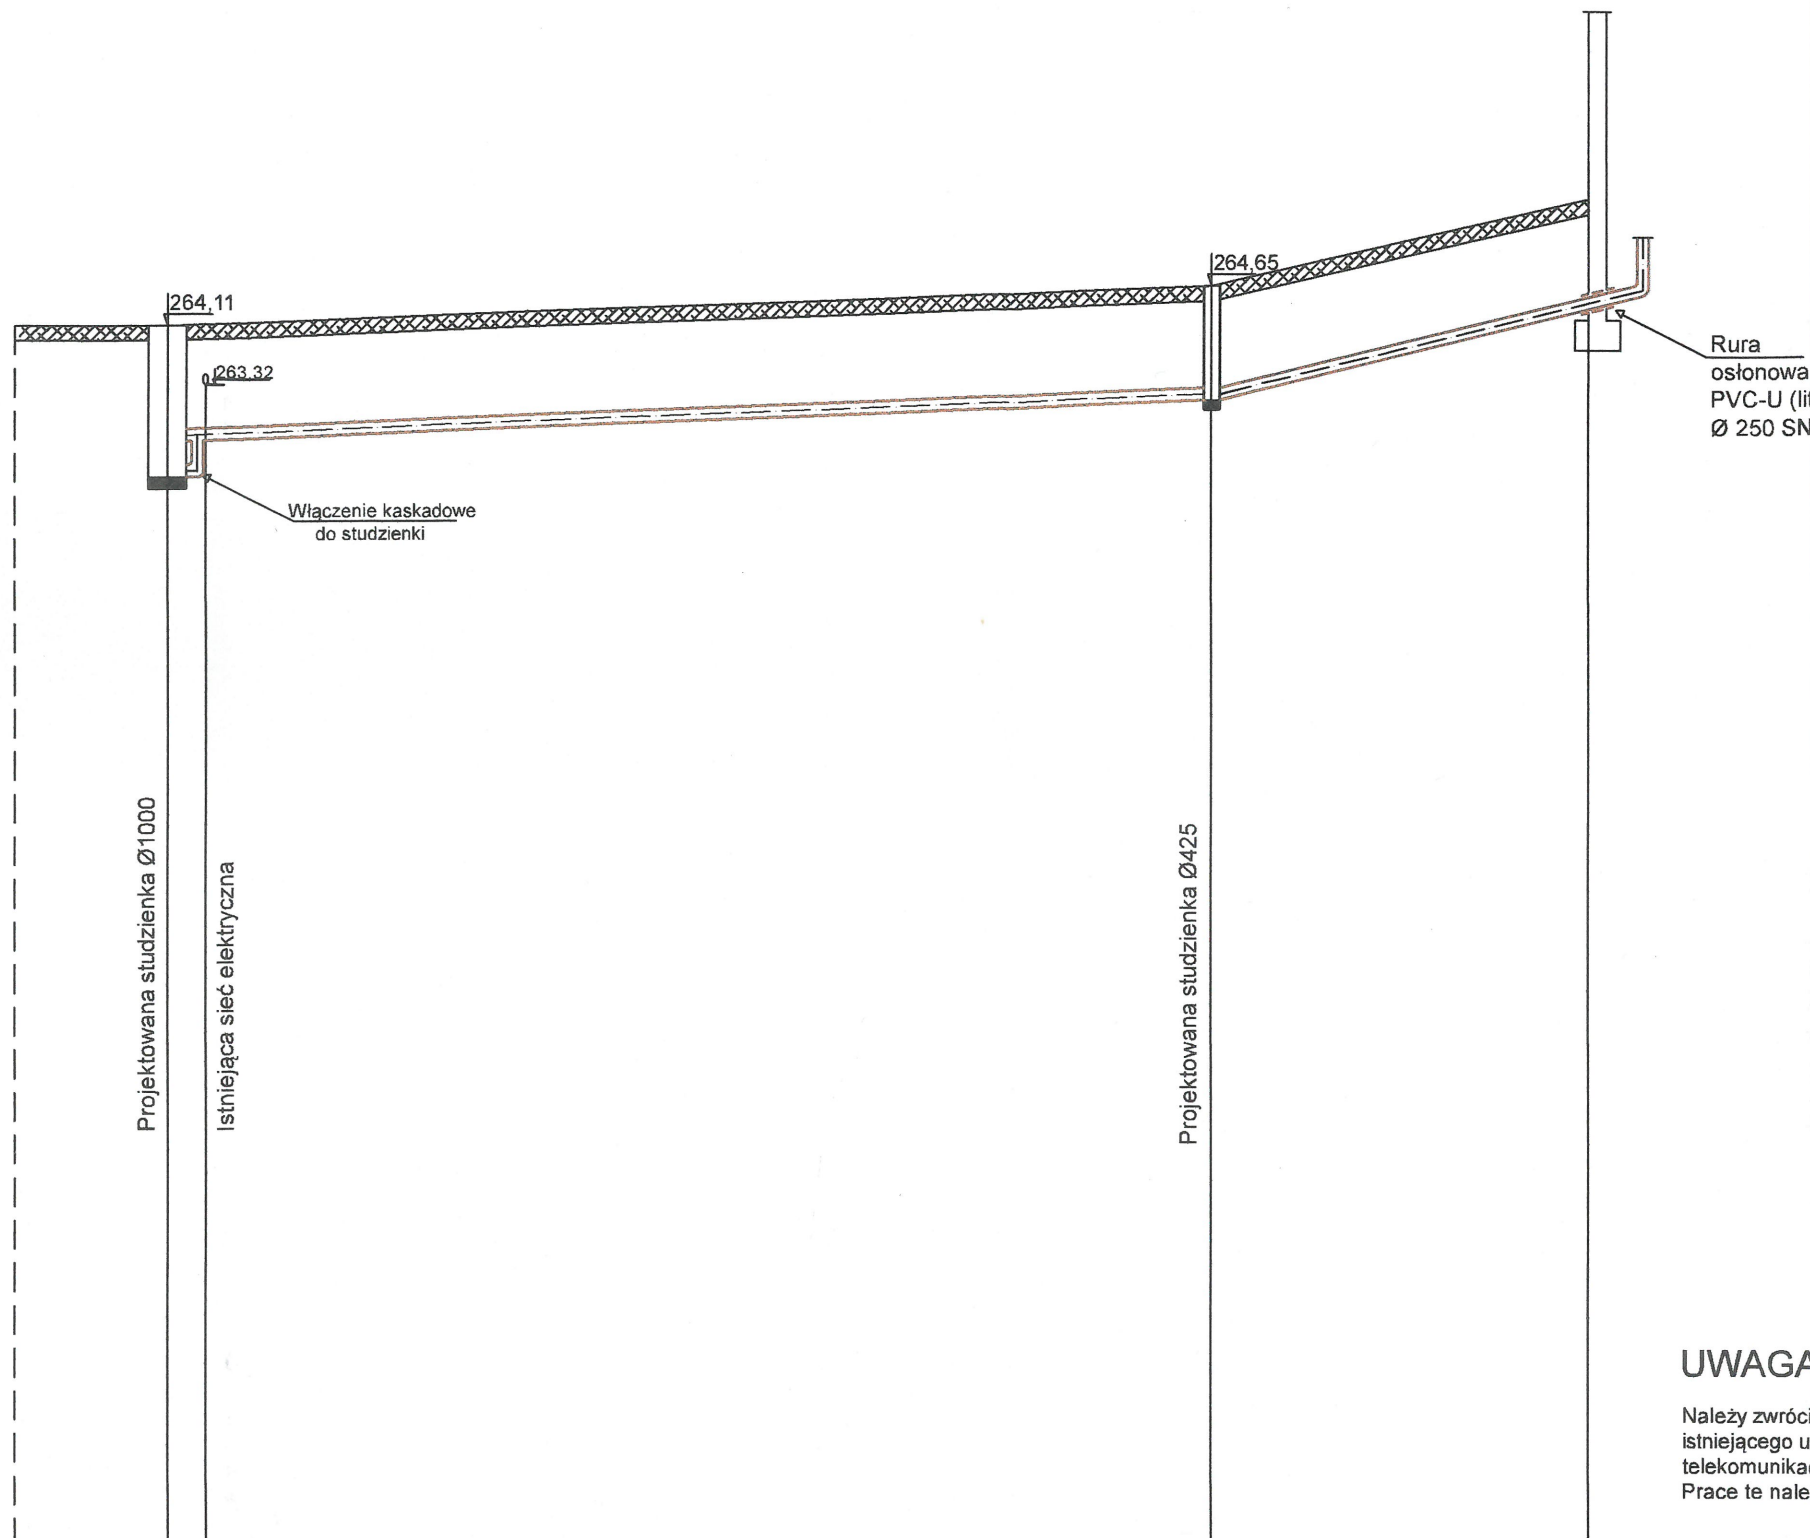 264,65
264,11
263,32
Rura
osłonowa
PVC-U (lit
Ø 250 SN
Włączenie kaskadowe
do studzienki
Projektowana studzienka Ø1000
Istniejąca sieć elektryczna
Projektowana studzienka Ø425
UWAGA
Należy zwróci
istniejącego u
telekomunika
Prace te nale